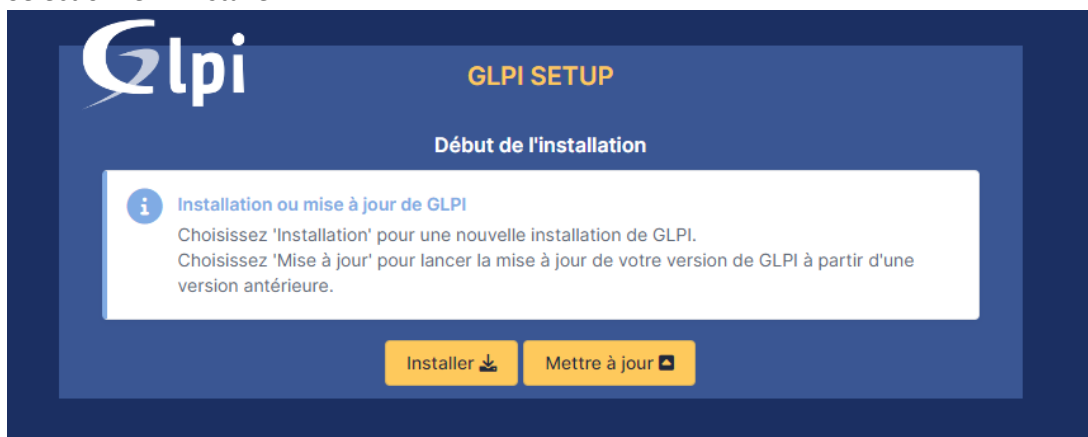 Glpi
GLPI SETUP
Début de l'installation
Installation ou mise à jour de GLPI
Choisissez 'Installation' pour une nouvelle installation de GLPI.
Choisissez 'Mise à jour' pour lancer la mise à jour de votre version de GLPI à partir d'une
version antérieure.
Installer
Mettre à jour